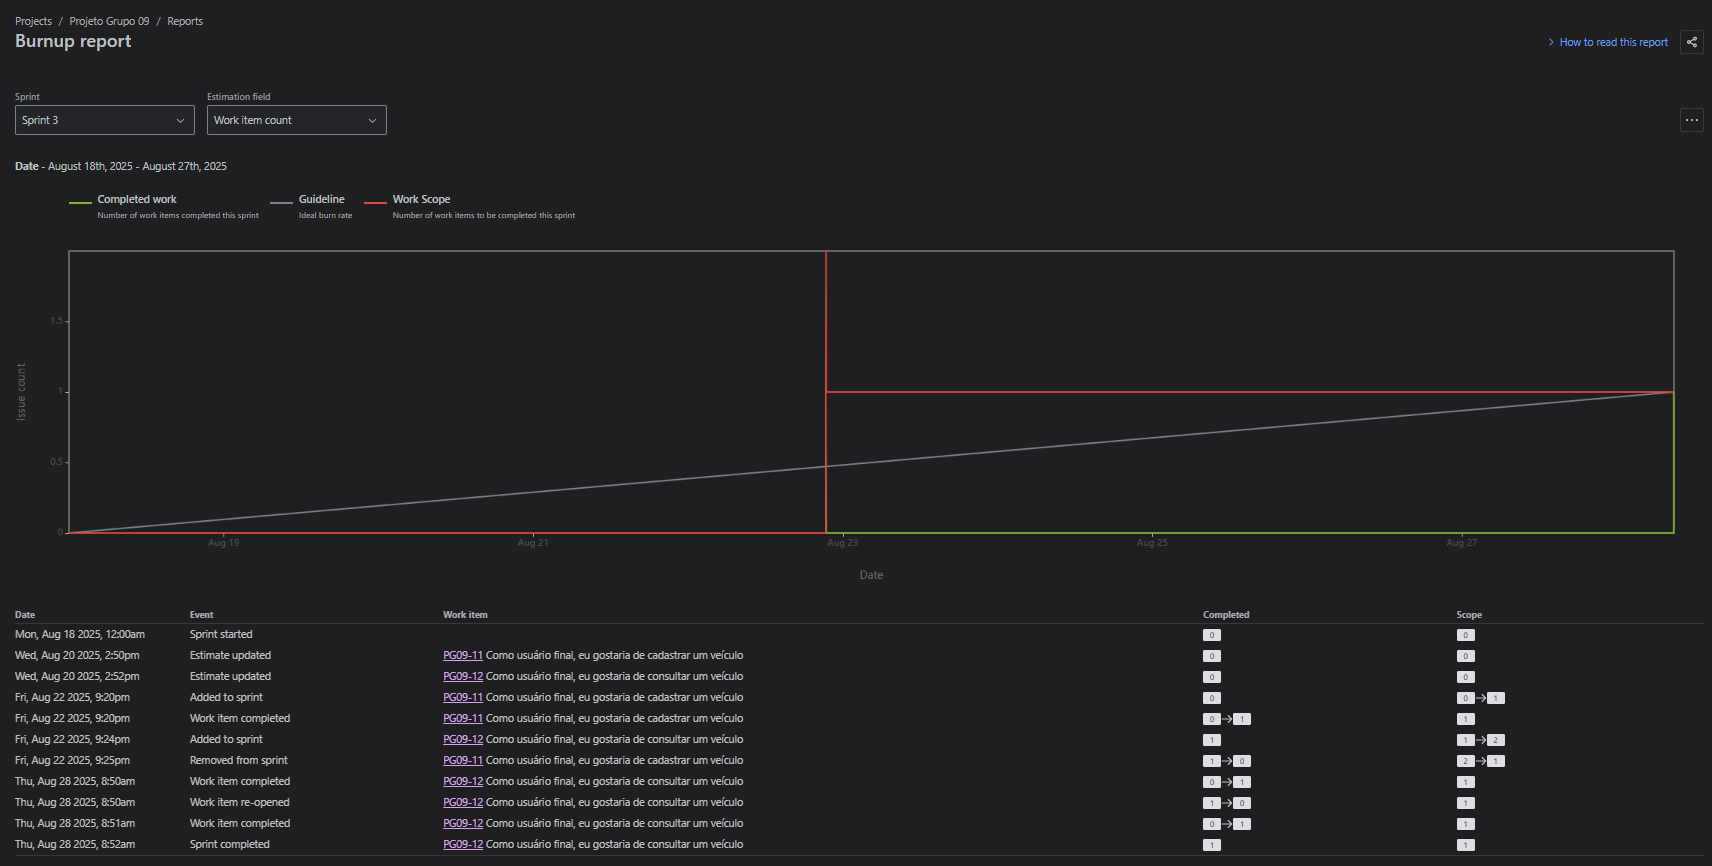 Projects / Projeto Grupo 09 / Reports
Burnup report
How to read this report
Sprint
Estimation field
Sprint 3
Work item count
Date - August 18th, 2025 - August 27th, 2025
Completed work
Number of work items completed this sprint
Guideline
Ideal burn rate
Work Scope
Number of work items to be completed this sprint
1.5
1
0.5
0
Issue count
Aug 19 Aug 21 Aug 23 Aug 25 Aug 27
Date
Date Event Work item Completed Scope
Mon, Aug 18 2025, 12:00am Sprint started 0 0
Wed, Aug 20 2025, 2:50pm Estimate updated PG09-11 Como usuário final, eu gostaria de cadastrar um veículo 0 0
Wed, Aug 20 2025, 2:52pm Estimate updated PG09-12 Como usuário final, eu gostaria de consultar um veículo 0 0
Fri, Aug 22 2025, 9:20pm Added to sprint PG09-11 Como usuário final, eu gostaria de cadastrar um veículo 0 0→1
Fri, Aug 22 2025, 9:20pm Work item completed PG09-11 Como usuário final, eu gostaria de cadastrar um veículo 0→1 1
Fri, Aug 22 2025, 9:24pm Added to sprint PG09-12 Como usuário final, eu gostaria de consultar um veículo 1 1→2
Fri, Aug 22 2025, 9:25pm Removed from sprint PG09-11 Como usuário final, eu gostaria de cadastrar um veículo 1→0 2→1
Thu, Aug 28 2025, 8:50am Work item completed PG09-12 Como usuário final, eu gostaria de consultar um veículo 0→1 1
Thu, Aug 28 2025, 8:50am Work item re-opened PG09-12 Como usuário final, eu gostaria de consultar um veículo 1→0 1
Thu, Aug 28 2025, 8:51am Work item completed PG09-12 Como usuário final, eu gostaria de consultar um veículo 0→1 1
Thu, Aug 28 2025, 8:52am Sprint completed PG09-12 Como usuário final, eu gostaria de consultar um veículo 1 1